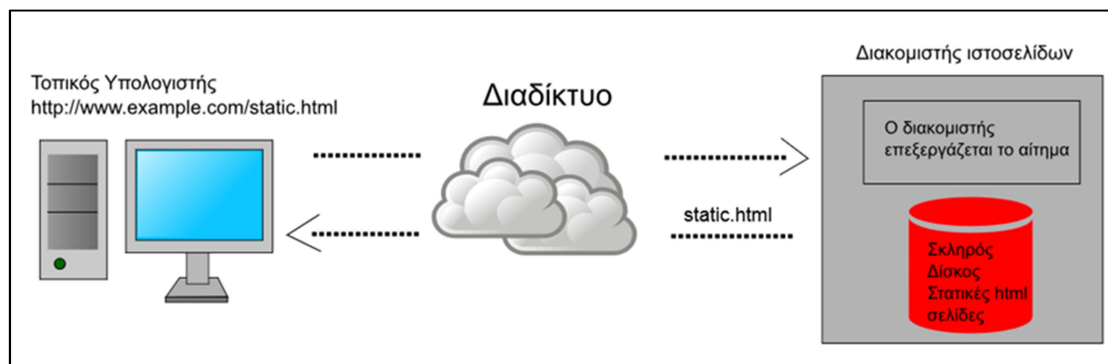 Τοπικός Υπολογιστής
http://www.example.com/static.html
Διαδίκτυο
static.html
Διακομιστής ιστοσελίδων
Ο διακομιστής
επεξεργάζεται το αίτημα
Σκληρός
Δίσκος
Στατικές html
σελίδες